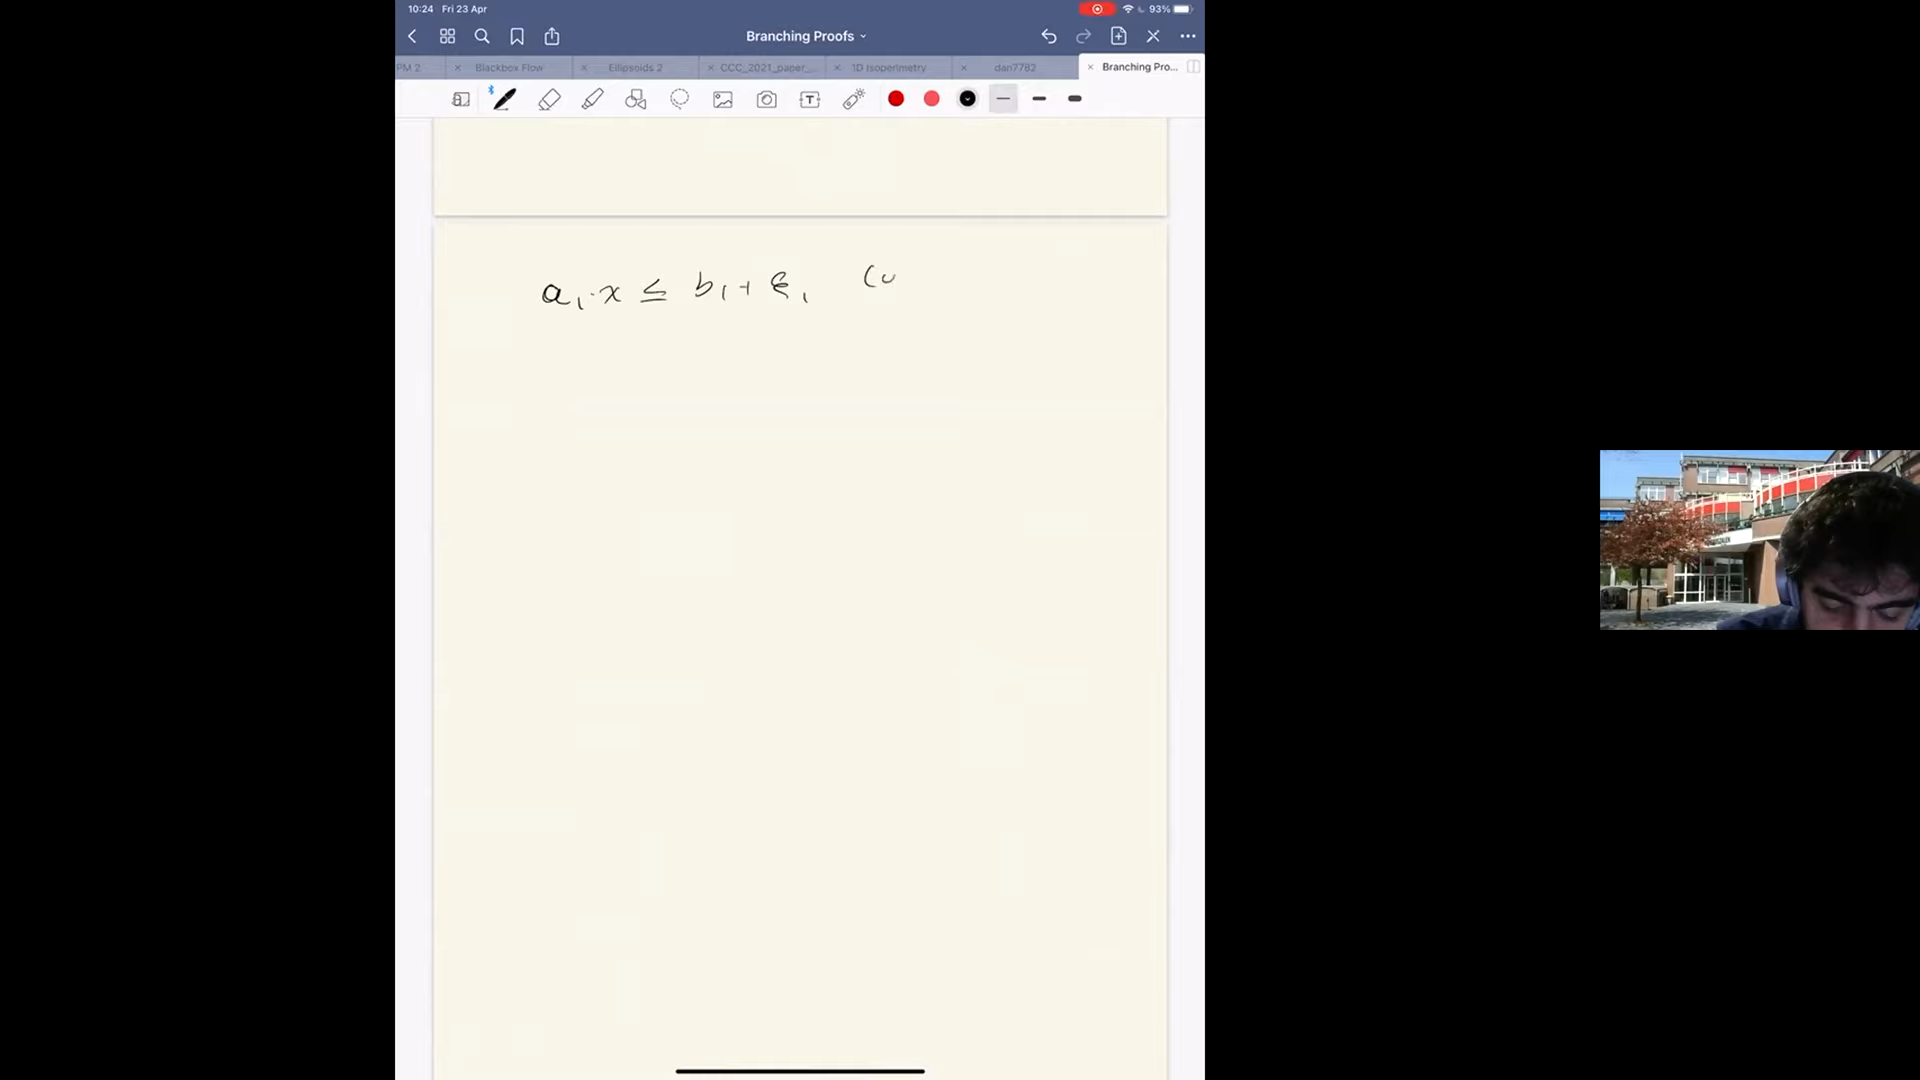 10:24 Fri 23 Apr 93%
Branching Proofs
PM 2 Blackbox Flow Ellipsoids 2 CCC_2021_paper_... 1D Isoperimetry dan7782 Branching Pro...
T
a₁·x ≤ b₁ + ε₁ (